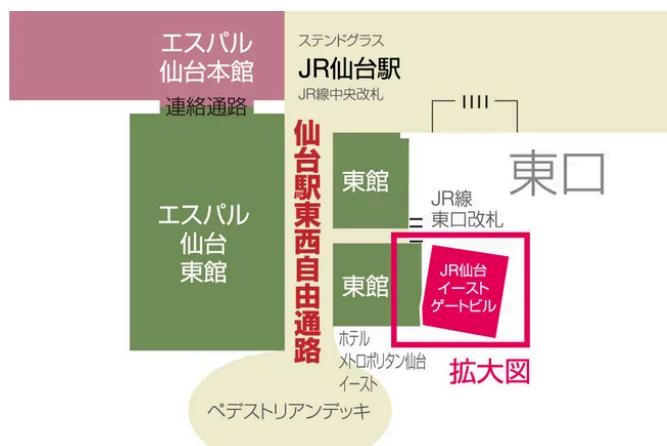 エスパル
仙台本館
連絡通路
ステンドグラス
JR仙台駅
JR線中央改札
仙台駅東西自由通路
東口
エスパル
仙台
東館
東館
JR線
東口改札
東館
JR仙台
イースト
ゲートビル
拡大図
ホテル
メトロポリタン仙台
イースト
ペデストリアンデッキ